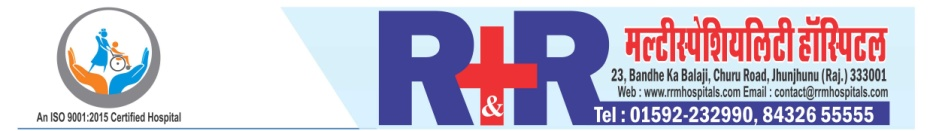 An ISO 9001:2015 Certified Hospital
R&R
मल्टीस्पेशियलिटी हॉस्पिटल
23, Bandhe Ka Balaji, Churu Road, Jhunjhunu (Raj.) 333001
Web : www.rrmhospitals.com Email : contact@rrmhospitals.com
Tel : 01592-232990, 84326 55555